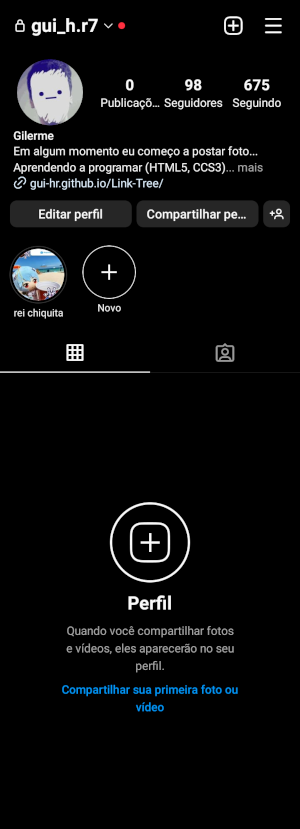 gui_h.r7
0 98 675
Publicaçõ... Seguidores Seguindo
Gilerme
Em algum momento eu começo a postar foto...
Aprendendo a programar (HTML5, CCS3)... mais
gui-hr.github.io/Link-Tree/
Editar perfil Compartilhar pe...
rei chiquita Novo
Perfil
Quando você compartilhar fotos
e vídeos, eles aparecerão no seu
perfil.
Compartilhar sua primeira foto ou
vídeo